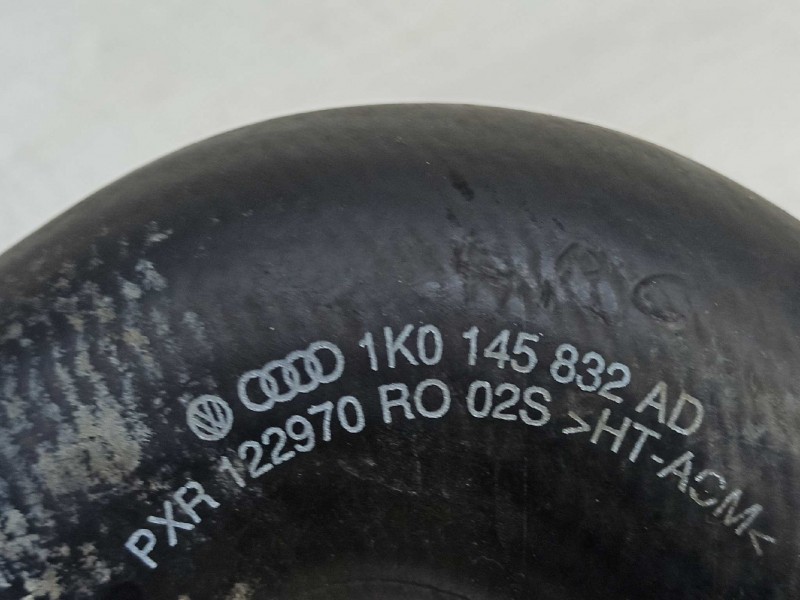 1K0 145 832 AD
PXR 122970 RO 02S >HT-ACM<